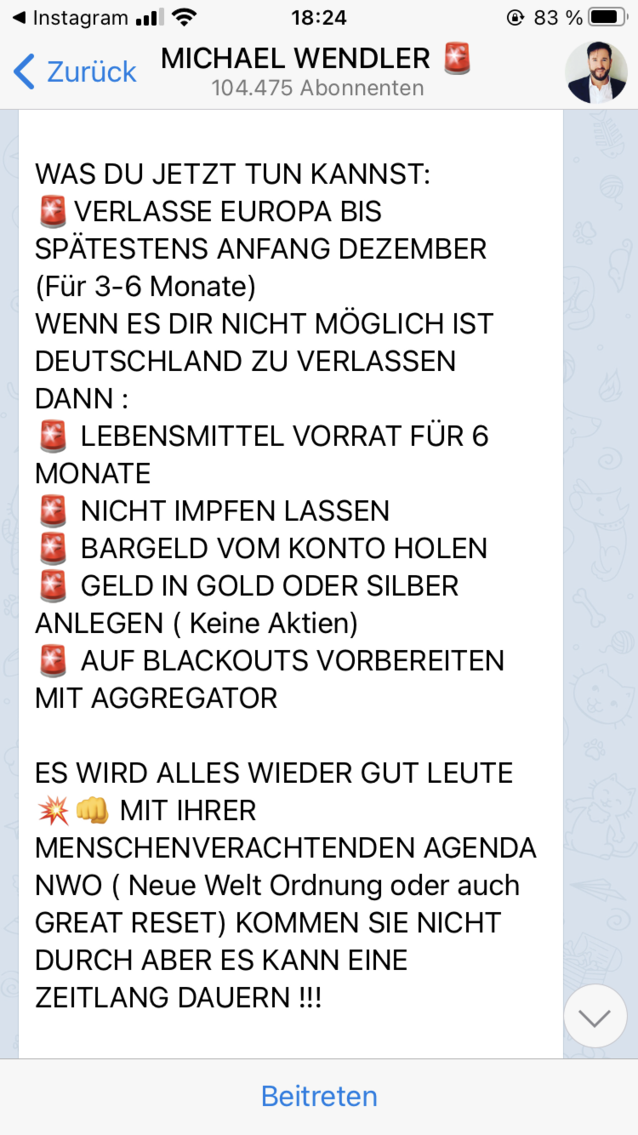 Instagram 18:24 83 %
Zurück MICHAEL WENDLER 🚨
104.475 Abonnenten
WAS DU JETZT TUN KANNST:
🚨 VERLASSE EUROPA BIS
SPÄTESTENS ANFANG DEZEMBER
(Für 3-6 Monate)
WENN ES DIR NICHT MÖGLICH IST
DEUTSCHLAND ZU VERLASSEN
DANN :
🚨 LEBENSMITTEL VORRAT FÜR 6
MONATE
🚨 NICHT IMPFEN LASSEN
🚨 BARGELD VOM KONTO HOLEN
🚨 GELD IN GOLD ODER SILBER
ANLEGEN ( Keine Aktien)
🚨 AUF BLACKOUTS VORBEREITEN
MIT AGGREGATOR
ES WIRD ALLES WIEDER GUT LEUTE
💥👊 MIT IHRER
MENSCHENVERACHTENDEN AGENDA
NWO ( Neue Welt Ordnung oder auch
GREAT RESET) KOMMEN SIE NICHT
DURCH ABER ES KANN EINE
ZEITLANG DAUERN !!!
Beitreten